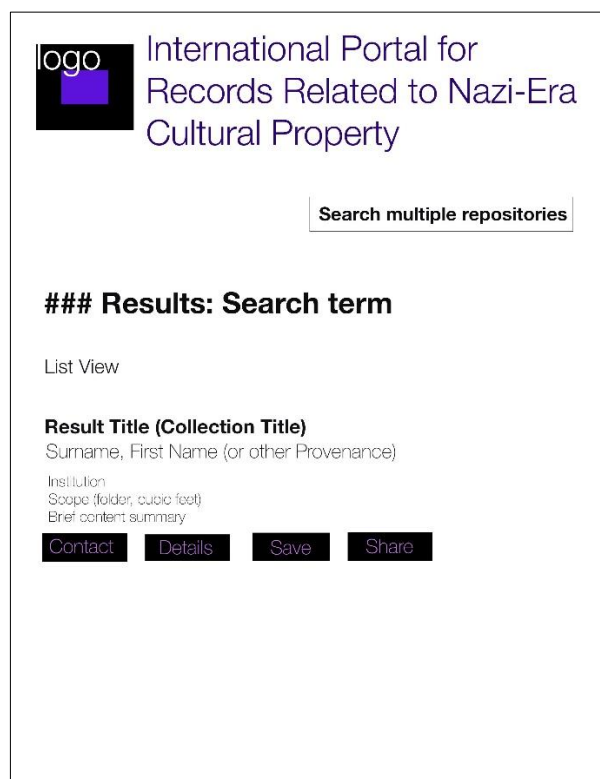 logo
International Portal for
Records Related to Nazi-Era
Cultural Property
Search multiple repositories
### Results: Search term
List View
Result Title (Collection Title)
Surname, First Name (or other Provenance)
Institution
Scope (folder, cubic feet)
Brief content summary
Contact Details Save Share